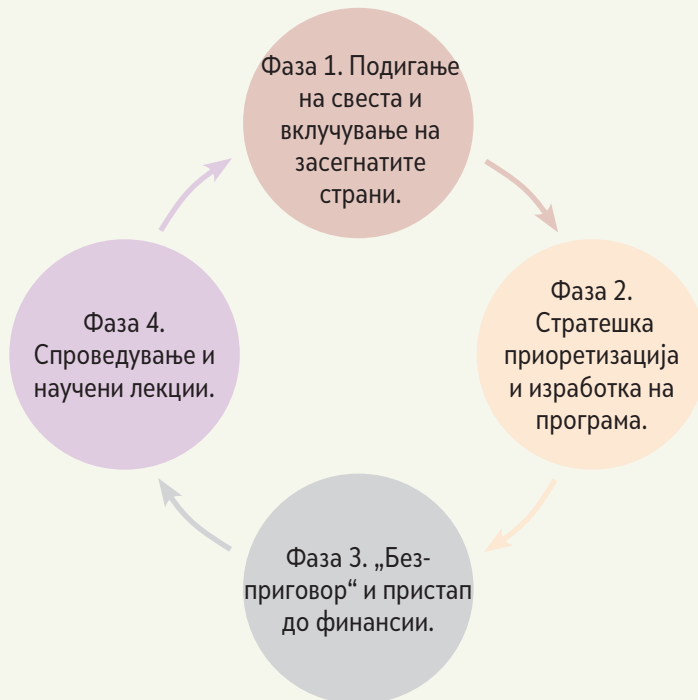 Фаза 1. Подигање
на свеста и
вклучување на
засегнатите
страни.
Фаза 2.
Стратешка
приоретизација
и изработка на
програма.
Фаза 3. „Без-
приговор“ и пристап
до финансии.
Фаза 4.
Спроведување и
научени лекции.